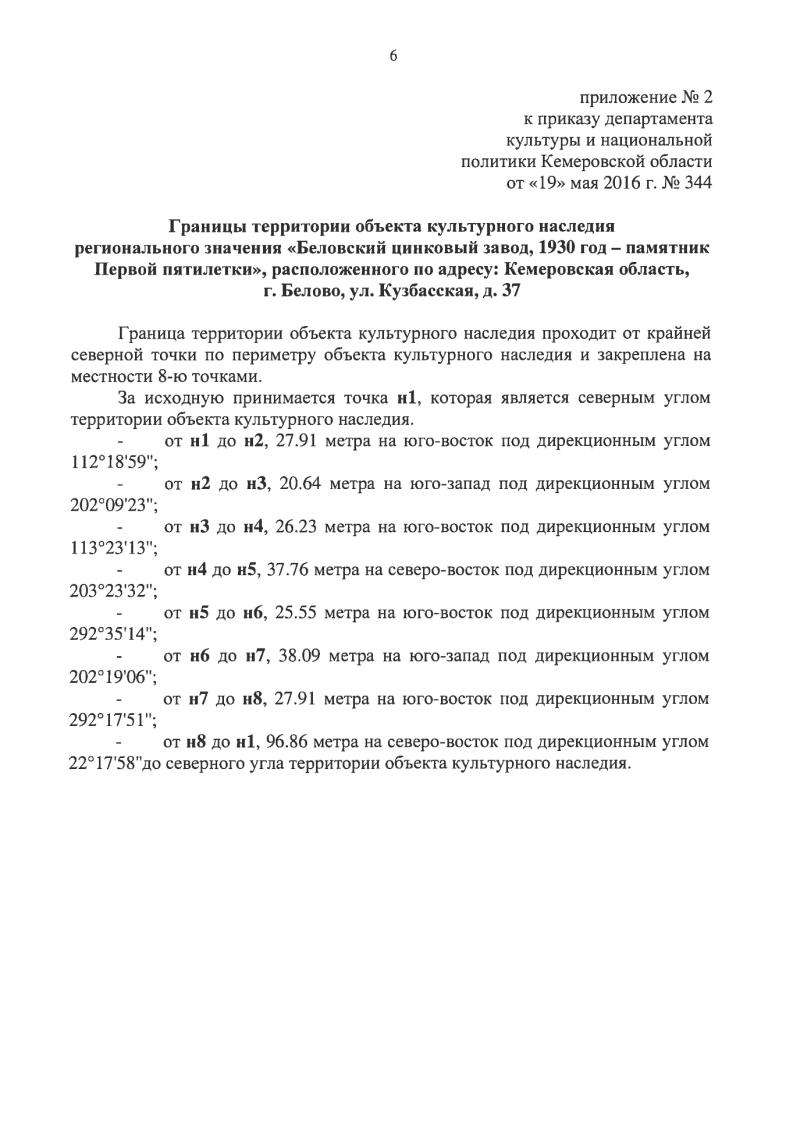 6
приложение № 2
к приказу департамента
культуры и национальной
политики Кемеровской области
от «19» мая 2016 г. № 344
Границы территории объекта культурного наследия
регионального значения «Беловский цинковый завод, 1930 год – памятник
Первой пятилетки», расположенного по адресу: Кемеровская область,
г. Белово, ул. Кузбасская, д. 37
Граница территории объекта культурного наследия проходит от крайней
северной точки по периметру объекта культурного наследия и закреплена на
местности 8-ю точками.
За исходную принимается точка н1, которая является северным углом
территории объекта культурного наследия.
- от н1 до н2, 27.91 метра на юго-восток под дирекционным углом
112°18'59";
- от н2 до н3, 20.64 метра на юго-запад под дирекционным углом
202°09'23";
- от н3 до н4, 26.23 метра на юго-восток под дирекционным углом
113°23'13";
- от н4 до н5, 37.76 метра на северо-восток под дирекционным углом
203°23'32";
- от н5 до н6, 25.55 метра на юго-восток под дирекционным углом
292°35'14";
- от н6 до н7, 38.09 метра на юго-запад под дирекционным углом
202°19'06";
- от н7 до н8, 27.91 метра на юго-восток под дирекционным углом
292°17'51";
- от н8 до н1, 96.86 метра на северо-восток под дирекционным углом
22°17'58"до северного угла территории объекта культурного наследия.